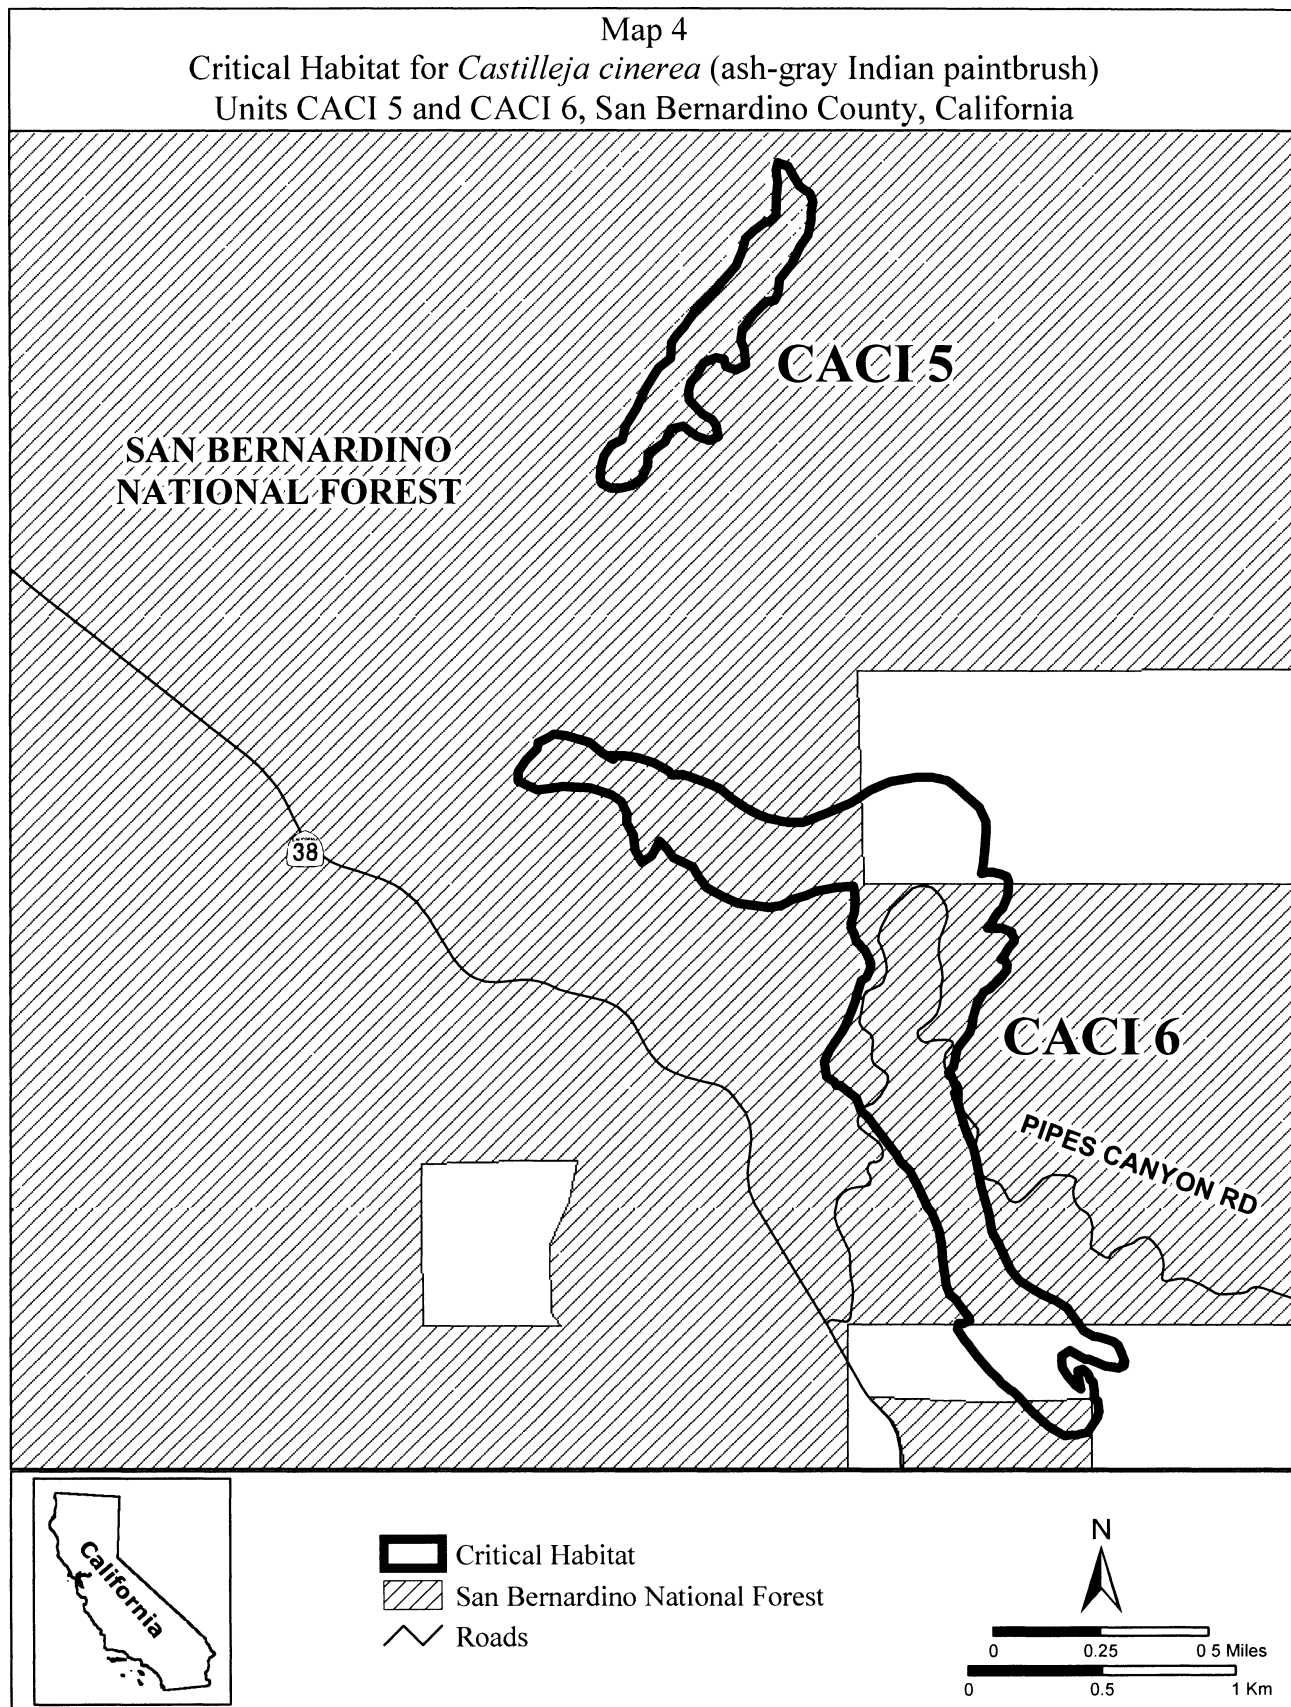 Map 4
Critical Habitat for Castilleja cinerea (ash-gray Indian paintbrush)
Units CACI 5 and CACI 6, San Bernardino County, California
CACI 5
SAN BERNARDINO
NATIONAL FOREST
38
CACI 6
PIPES CANYON RD
California
Critical Habitat
San Bernardino National Forest
Roads
N
0 0.25 0 5 Miles
0 0.5 1 Km